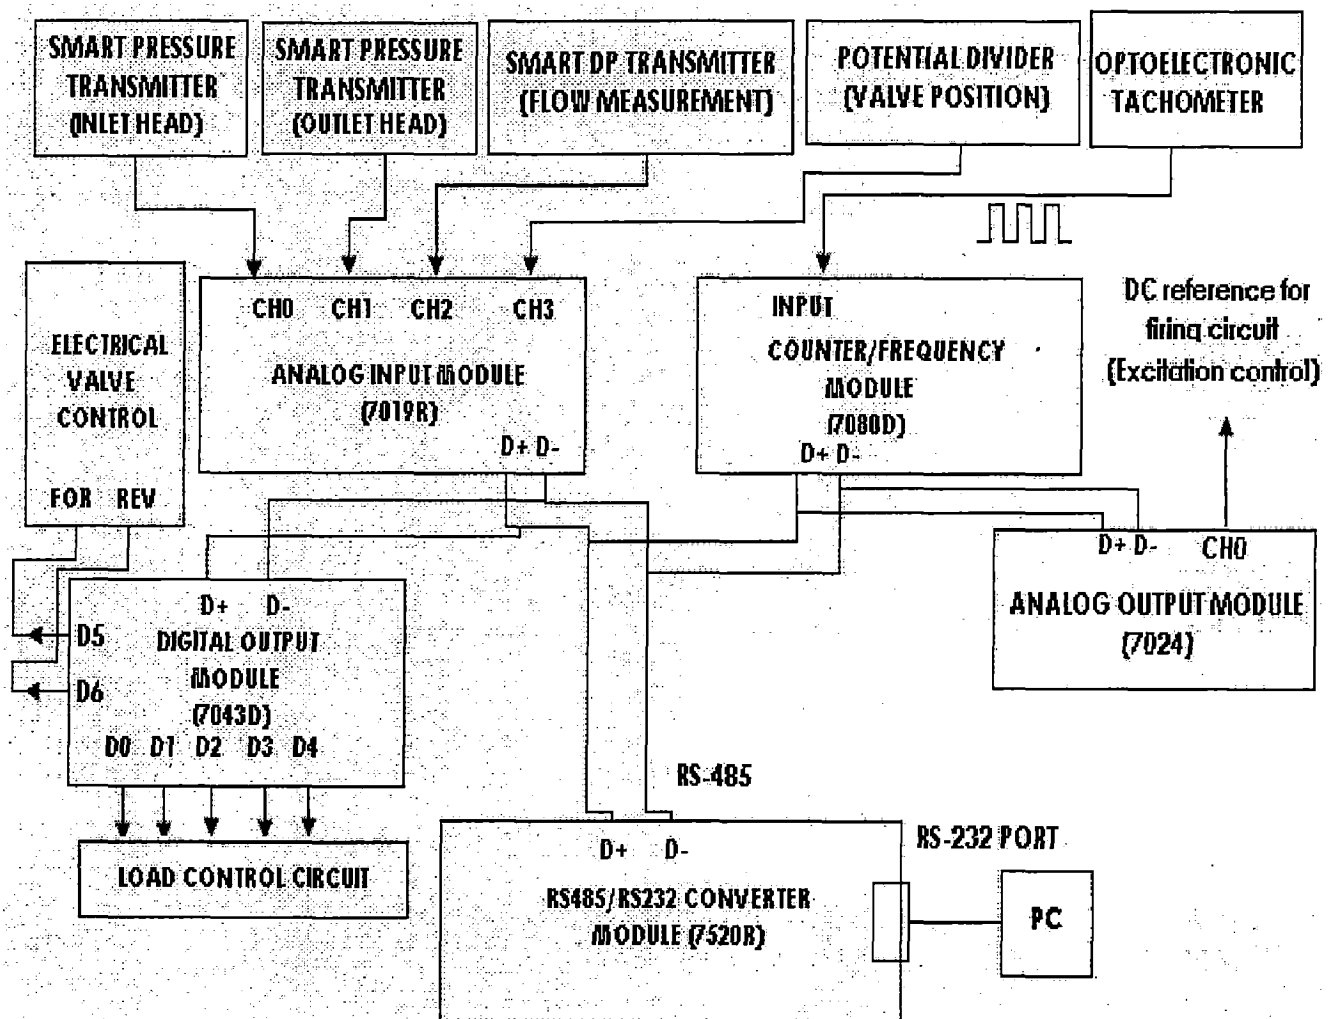 SMART PRESSURE
TRANSMITTER
(INLET HEAD)
SMART PRESSURE
TRANSMITTER
(OUTLET HEAD)
SMART DP TRANSMITTER
(FLOW MEASUREMENT)
POTENTIAL DIVIDER
(VALVE POSITION)
OPTOELECTRONIC
TACHOMETER
ELECTRICAL
VALVE
CONTROL
FOR REV
CH0 CH1 CH2 CH3
ANALOG INPUT MODULE
(7019R)
D+ D-
INPUT
COUNTER/FREQUENCY
MODULE
(7080D)
D+ D-
DC reference for
firing circuit
(Excitation control)
D+ D- CH0
ANALOG OUTPUT MODULE
(7024)
D+ D-
D5
DIGITAL OUTPUT
MODULE
D6
(7043D)
D0 D1 D2 D3 D4
LOAD CONTROL CIRCUIT
RS-485
D+ D-
RS485/RS232 CONVERTER
MODULE (7520R)
RS-232 PORT
PC